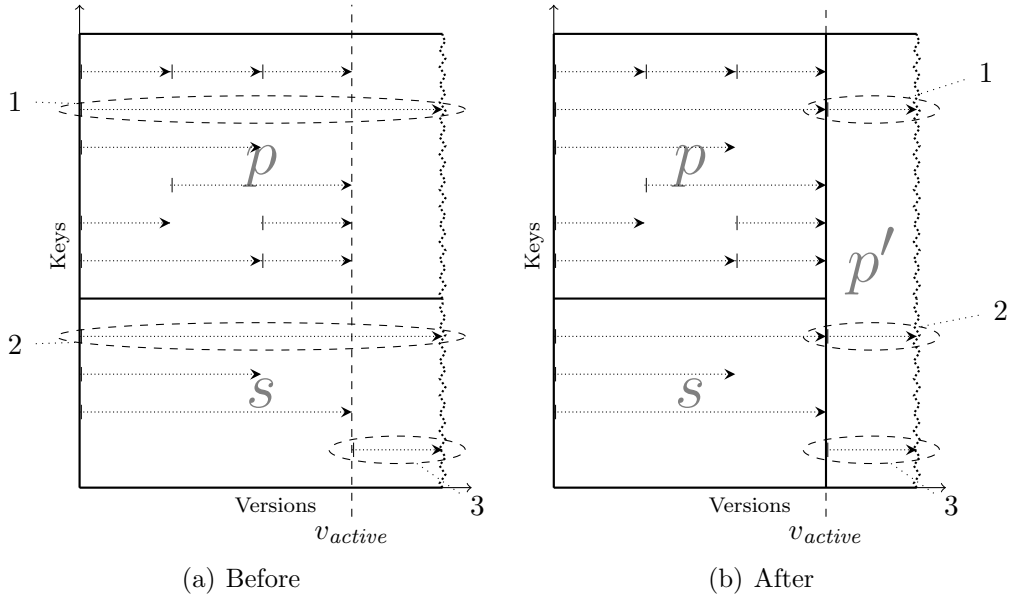 1
p
Keys
2
s
3
Versions
v_active
(a) Before
1
p
Keys
p′
2
s
3
Versions
v_active
(b) After